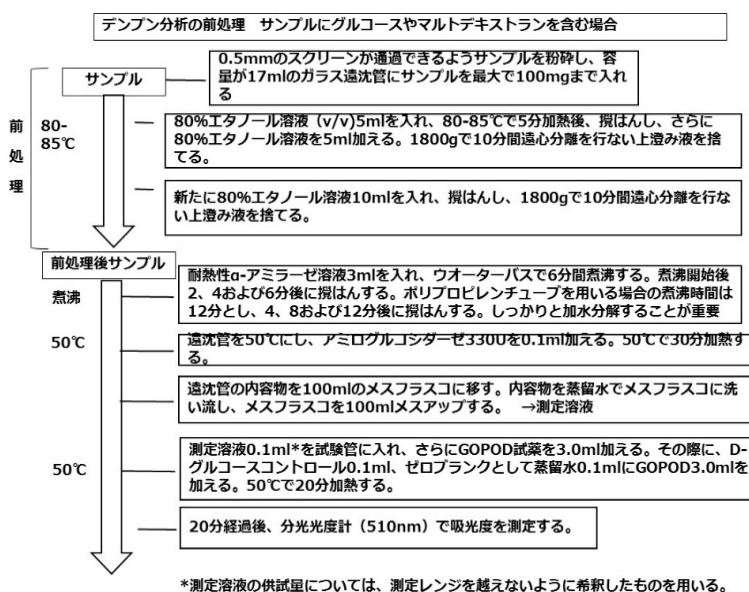 デンプン分析の前処理　サンプルにグルコースやマルトデキストランを含む場合
サンプル
0.5mmのスクリーンが通過できるようサンプルを粉砕し、容
量が17mlのガラス遠沈管にサンプルを最大で100mgまで入れ
る
前処理
80-
85℃
80%エタノール溶液（v/v)5mlを入れ、80-85℃で5分加熱後、撹はんし、さらに
80%エタノール溶液を5ml加える。1800gで10分間遠心分離を行ない上澄み液を捨
てる。
新たに80%エタノール溶液10mlを入れ、撹はんし、1800gで10分間遠心分離を行な
い上澄み液を捨てる。
前処理後サンプル
煮沸
耐熱性α-アミラーゼ溶液3mlを入れ、ウオーターバスで6分間煮沸する。煮沸開始後
2、4および6分後に撹はんする。ポリプロピレンチューブを用いる場合の煮沸時間は
12分とし、4、8および12分後に撹はんする。しっかりと加水分解することが重要
50℃
遠沈管を50℃にし、アミログルコシダーゼ330Uを0.1ml加える。50℃で30分加熱す
る。
遠沈管の内容物を100mlのメスフラスコに移す。内容物を蒸留水でメスフラスコに洗
い流し、メスフラスコを100mlメスアップする。　→測定溶液
50℃
測定溶液0.1ml*を試験管に入れ、さらにGOPOD試薬を3.0ml加える。その際に、D-
グルコースコントロール0.1ml、ゼロブランクとして蒸留水0.1mlにGOPOD3.0mlを
加える。50℃で20分加熱する。
20分経過後、分光光度計（510nm）で吸光度を測定する。
*測定溶液の供試量については、測定レンジを越えないように希釈したものを用いる。